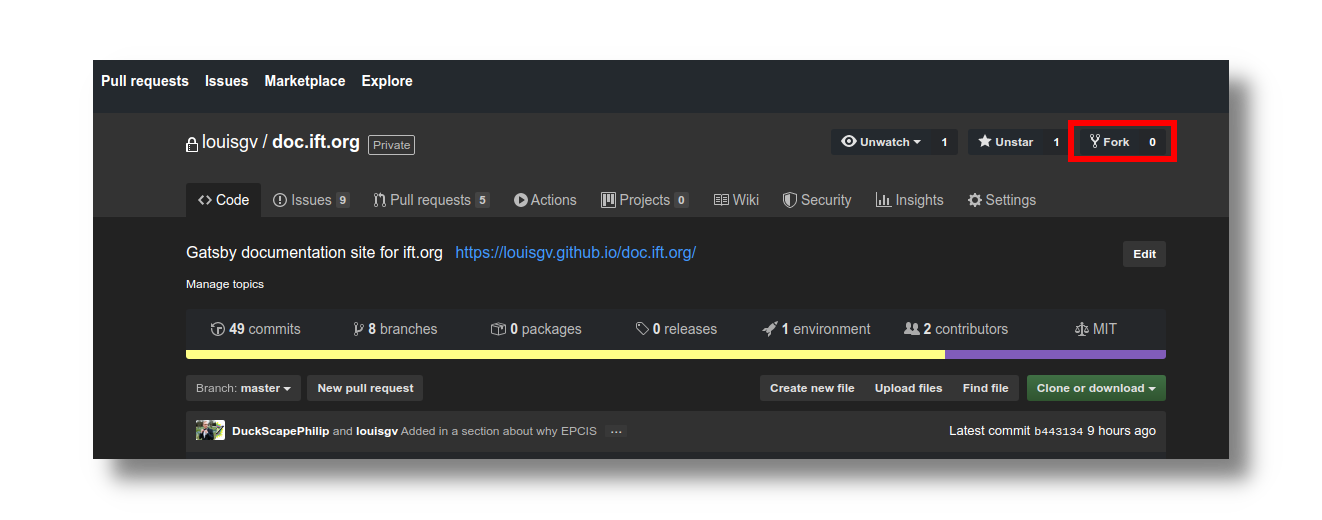 Pull requests Issues Marketplace Explore
louisgv / doc.ift.org Private Unwatch 1 Unstar 1 Fork 0
Code Issues 9 Pull requests 5 Actions Projects 0 Wiki Security Insights Settings
Gatsby documentation site for ift.org https://louisgv.github.io/doc.ift.org/ Edit
Manage topics
49 commits 8 branches 0 packages 0 releases 1 environment 2 contributors MIT
Branch: master New pull request Create new file Upload files Find file Clone or download
DuckScapePhilip and louisgv Added in a section about why EPCIS ... Latest commit b443134 9 hours ago